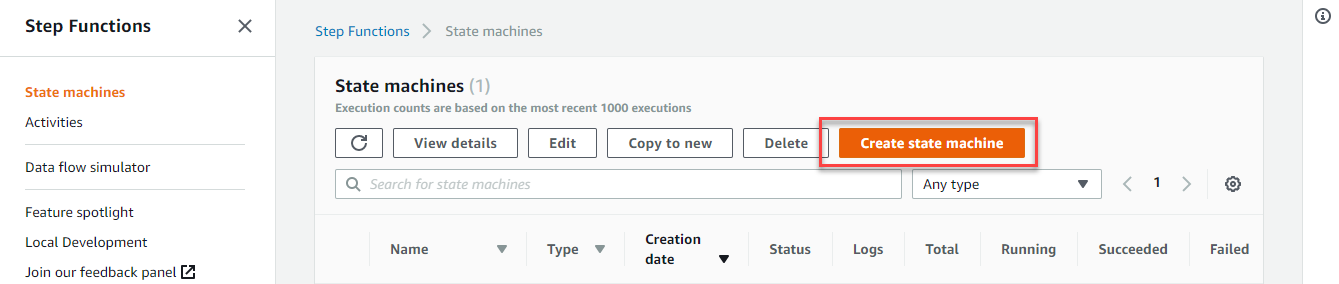 Step Functions
State machines
Activities
Data flow simulator
Feature spotlight
Local Development
Join our feedback panel
Step Functions State machines
State machines (1)
Execution counts are based on the most recent 1000 executions
View details Edit Copy to new Delete Create state machine
Search for state machines Any type 1
Name Type Creation date Status Logs Total Running Succeeded Failed